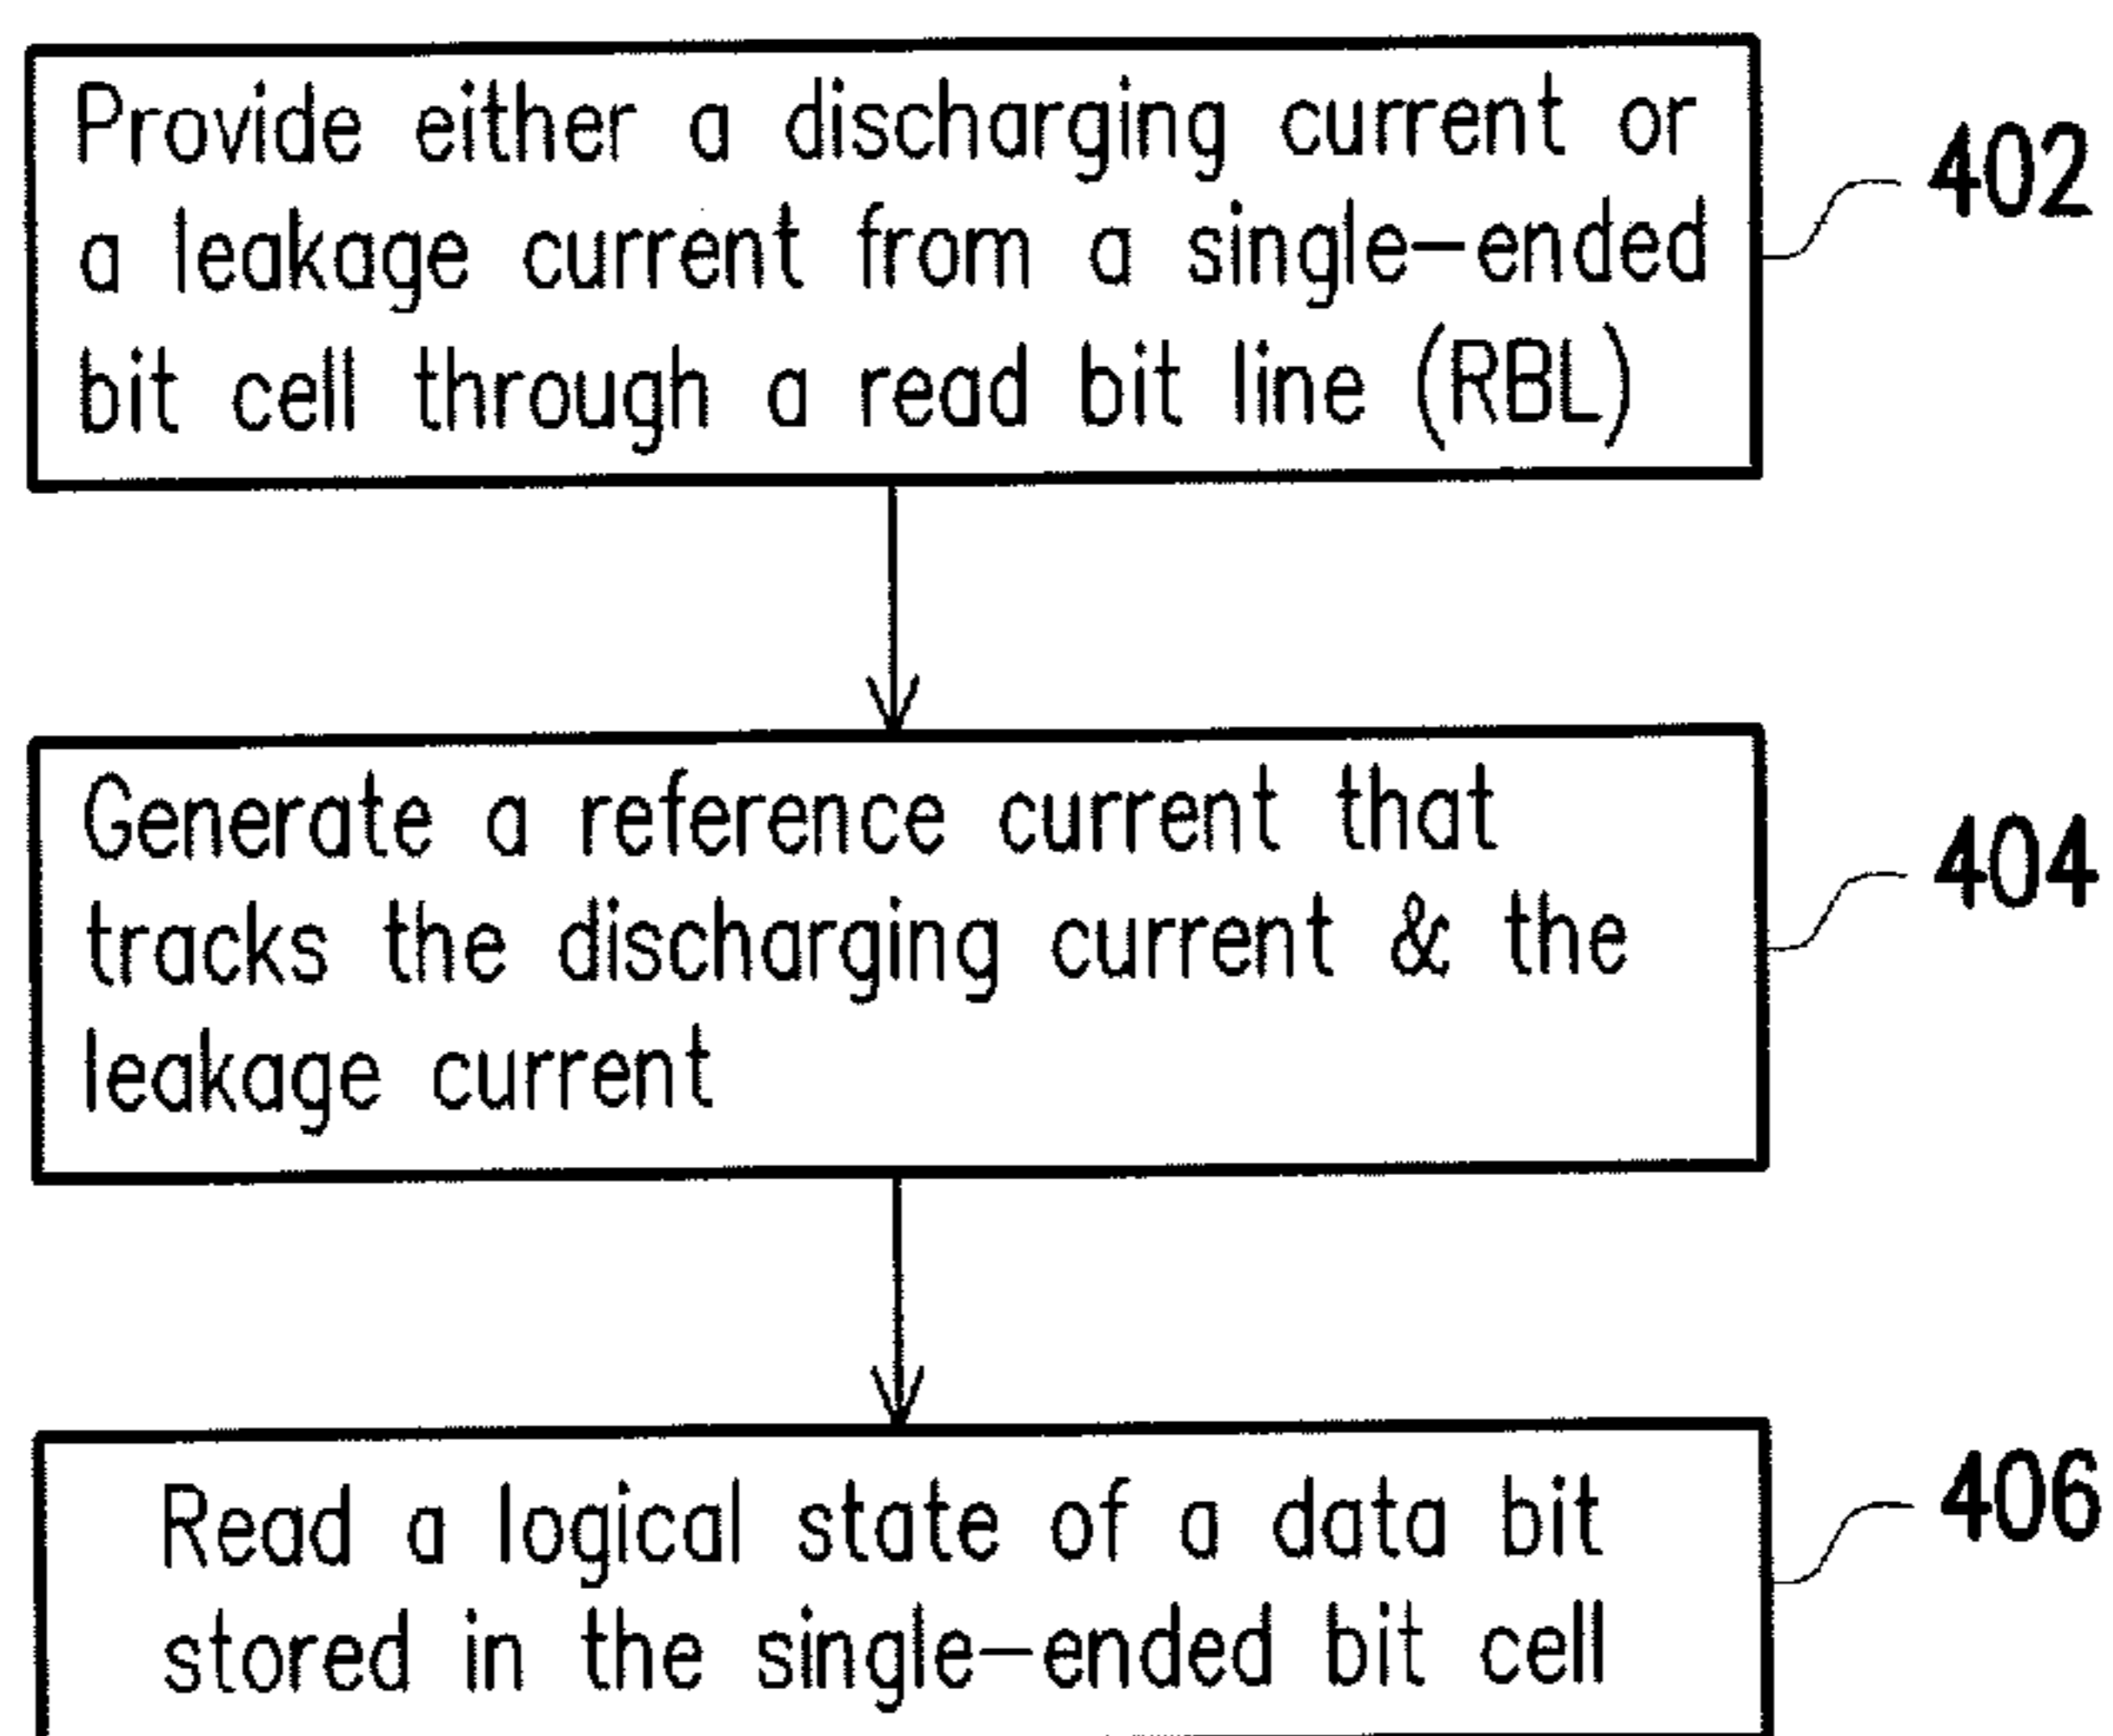 Provide either a discharging current or
a leakage current from a single-ended
bit cell through a read bit line (RBL)
402
Generate a reference current that
tracks the discharging current & the
leakage current
404
Read a logical state of a data bit
stored in the single-ended bit cell
406